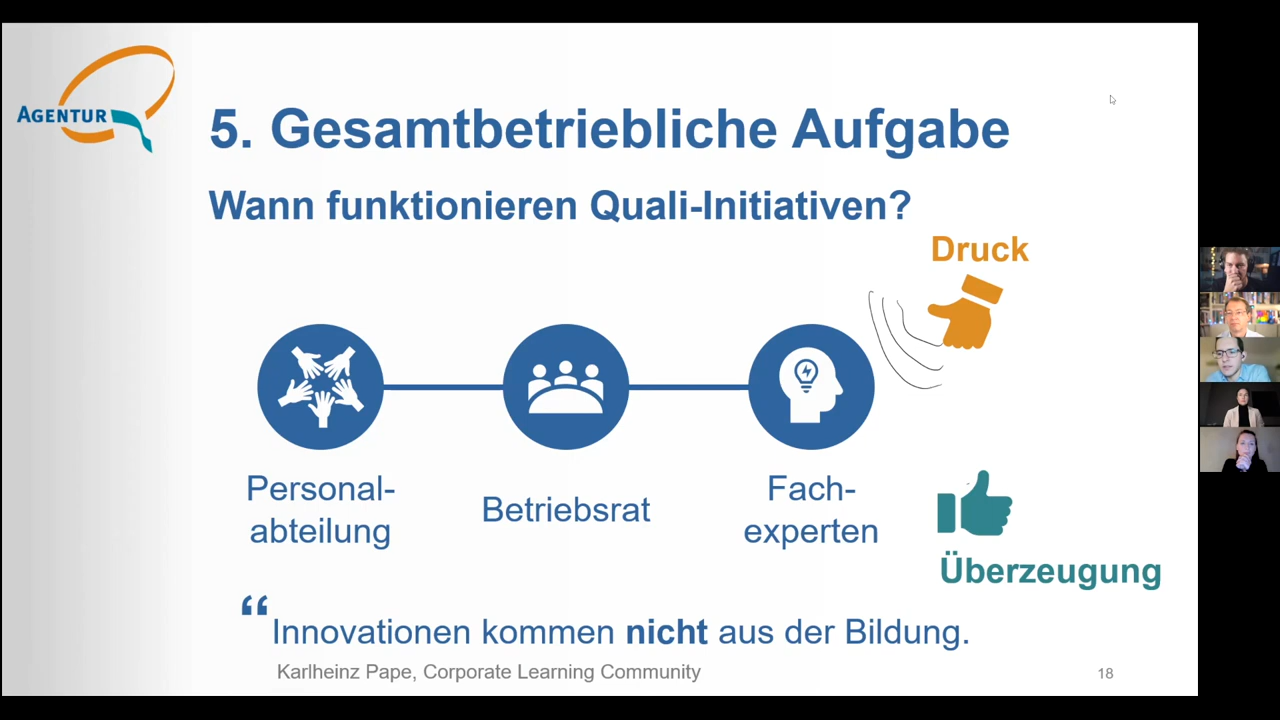 AGENTUR
5. Gesamtbetriebliche Aufgabe
Wann funktionieren Quali-Initiativen?
Druck
Personal-
abteilung
Betriebsrat
Fach-
experten
Überzeugung
“Innovationen kommen nicht aus der Bildung.
Karlheinz Pape, Corporate Learning Community
18